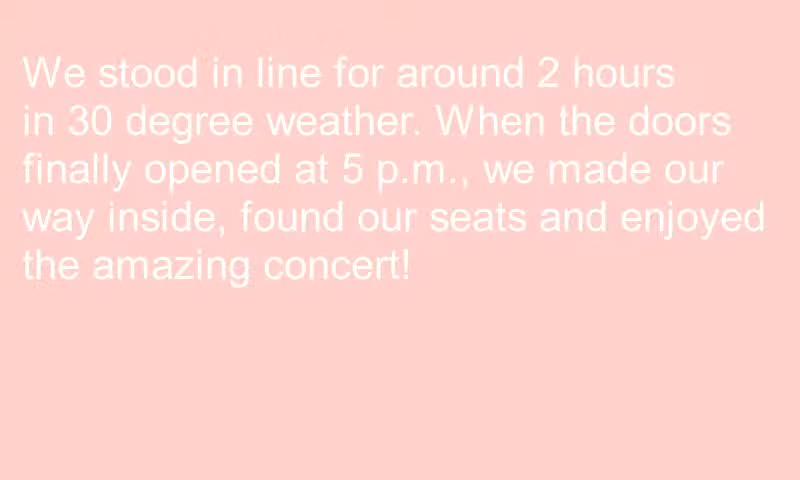 We stood in line for around 2 hours
in 30 degree weather. When the doors
finally opened at 5 p.m., we made our
way inside, found our seats and enjoyed
the amazing concert!